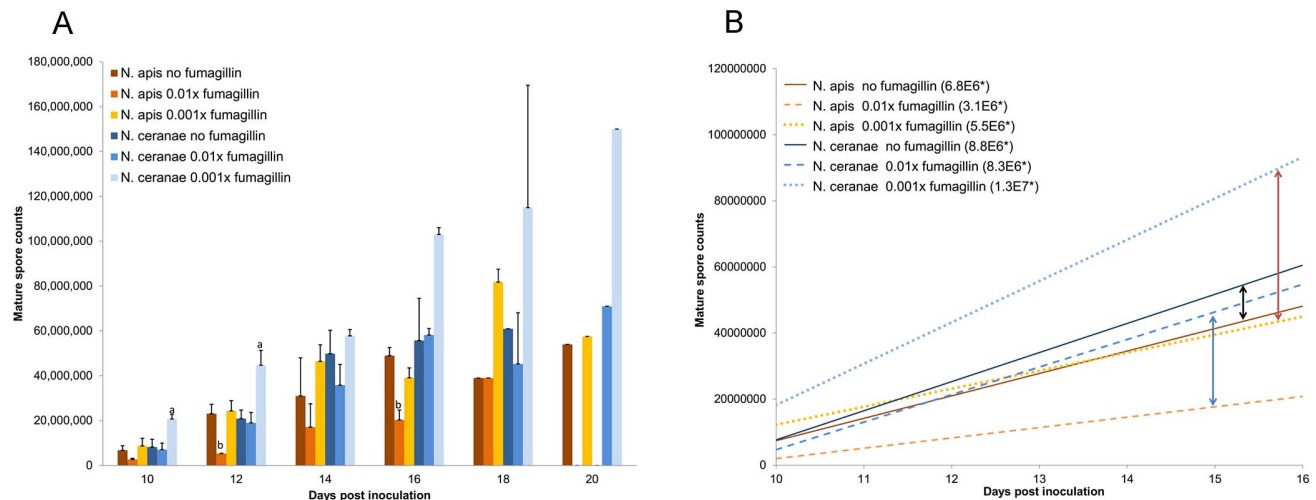 A
180,000,000
160,000,000
140,000,000
120,000,000
100,000,000
80,000,000
60,000,000
40,000,000
20,000,000
0
Mature spore counts
N. apis no fumagillin
N. apis 0.01x fumagillin
N. apis 0.001x fumagillin
N. ceranae no fumagillin
N. ceranae 0.01x fumagillin
N. ceranae 0.001x fumagillin
a
b
a
b
10 12 14 16 18 20
Days post inoculation
B
120000000
100000000
80000000
60000000
40000000
20000000
0
Mature spore counts
N. apis no fumagillin (6.8E6*)
N. apis 0.01x fumagillin (3.1E6*)
N. apis 0.001x fumagillin (5.5E6*)
N. ceranae no fumagillin (8.8E6*)
N. ceranae 0.01x fumagillin (8.3E6*)
N. ceranae 0.001x fumagillin (1.3E7*)
10 11 12 13 14 15 16
Days post inoculation